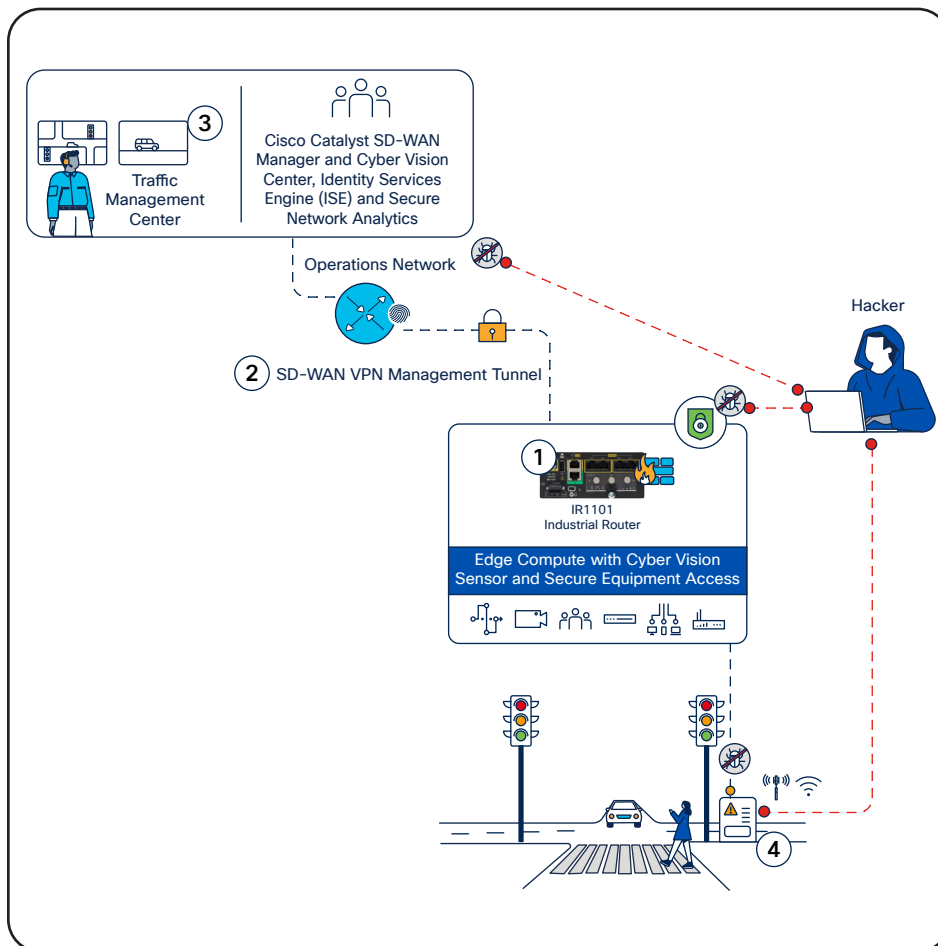 3
Traffic
Management
Center
Cisco Catalyst SD-WAN
Manager and Cyber Vision
Center, Identity Services
Engine (ISE) and Secure
Network Analytics
Operations Network
Hacker
2 SD-WAN VPN Management Tunnel
1
IR1101
Industrial Router
Edge Compute with Cyber Vision
Sensor and Secure Equipment Access
4